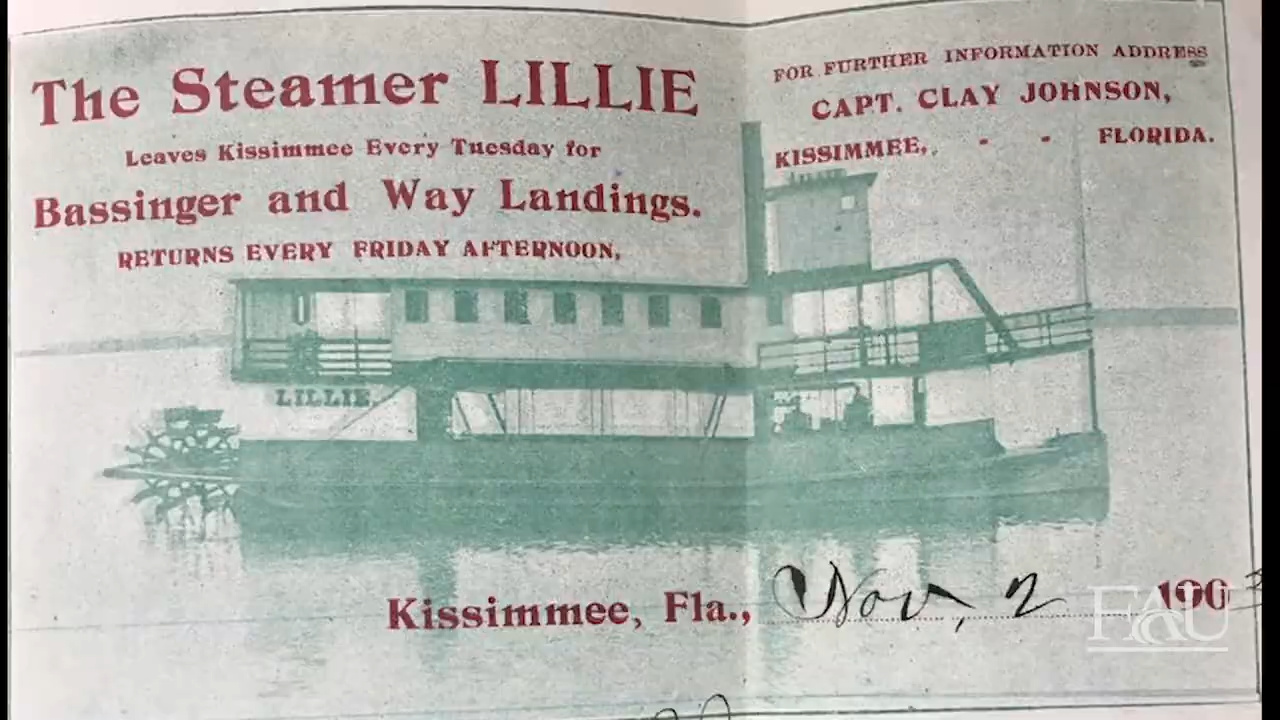 The Steamer LILLIE
Leaves Kissimmee Every Tuesday for
Bassinger and Way Landings.
RETURNS EVERY FRIDAY AFTERNOON,
FOR FURTHER INFORMATION ADDRESS
CAPT. CLAY JOHNSON,
KISSIMMEE, - - FLORIDA.
LILLIE
Kissimmee, Fla., Nov, 2 1903
FAU